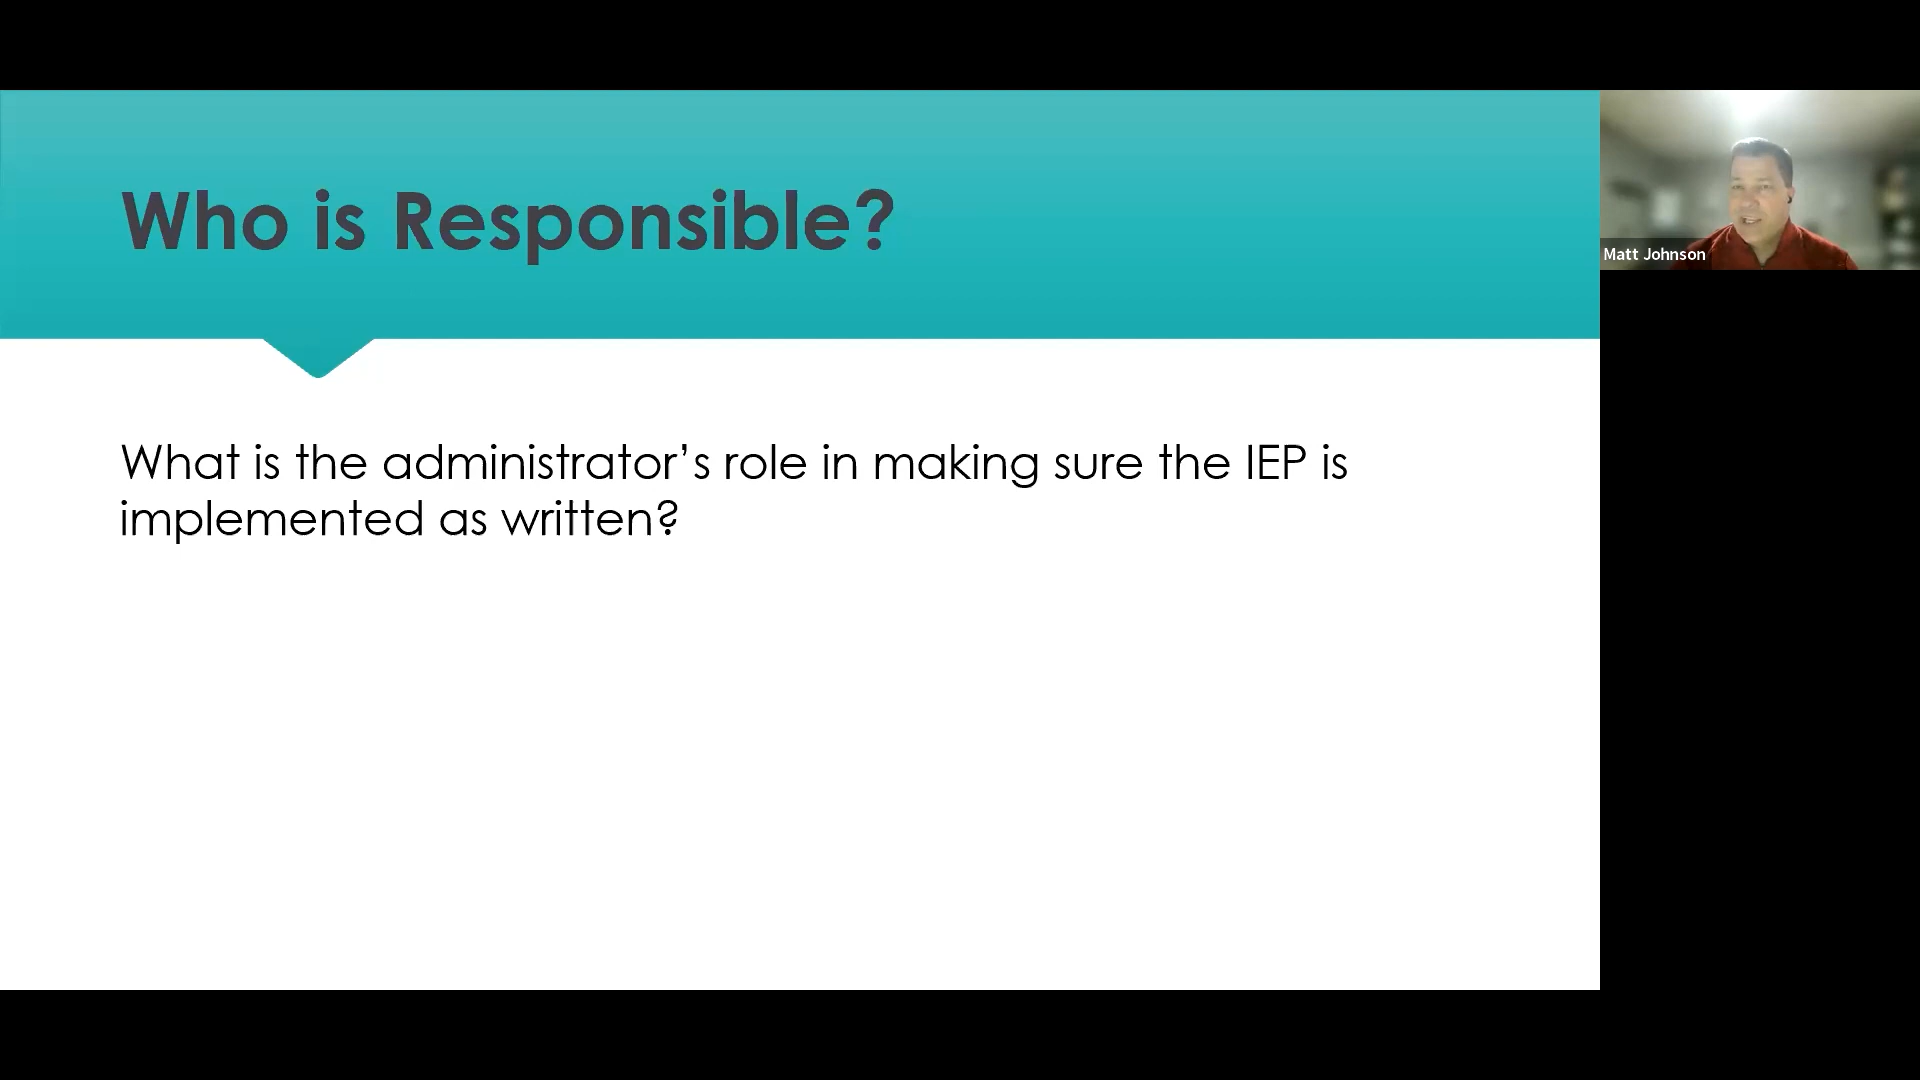 Who is Responsible?
Matt Johnson
What is the administrator’s role in making sure the IEP is
implemented as written?